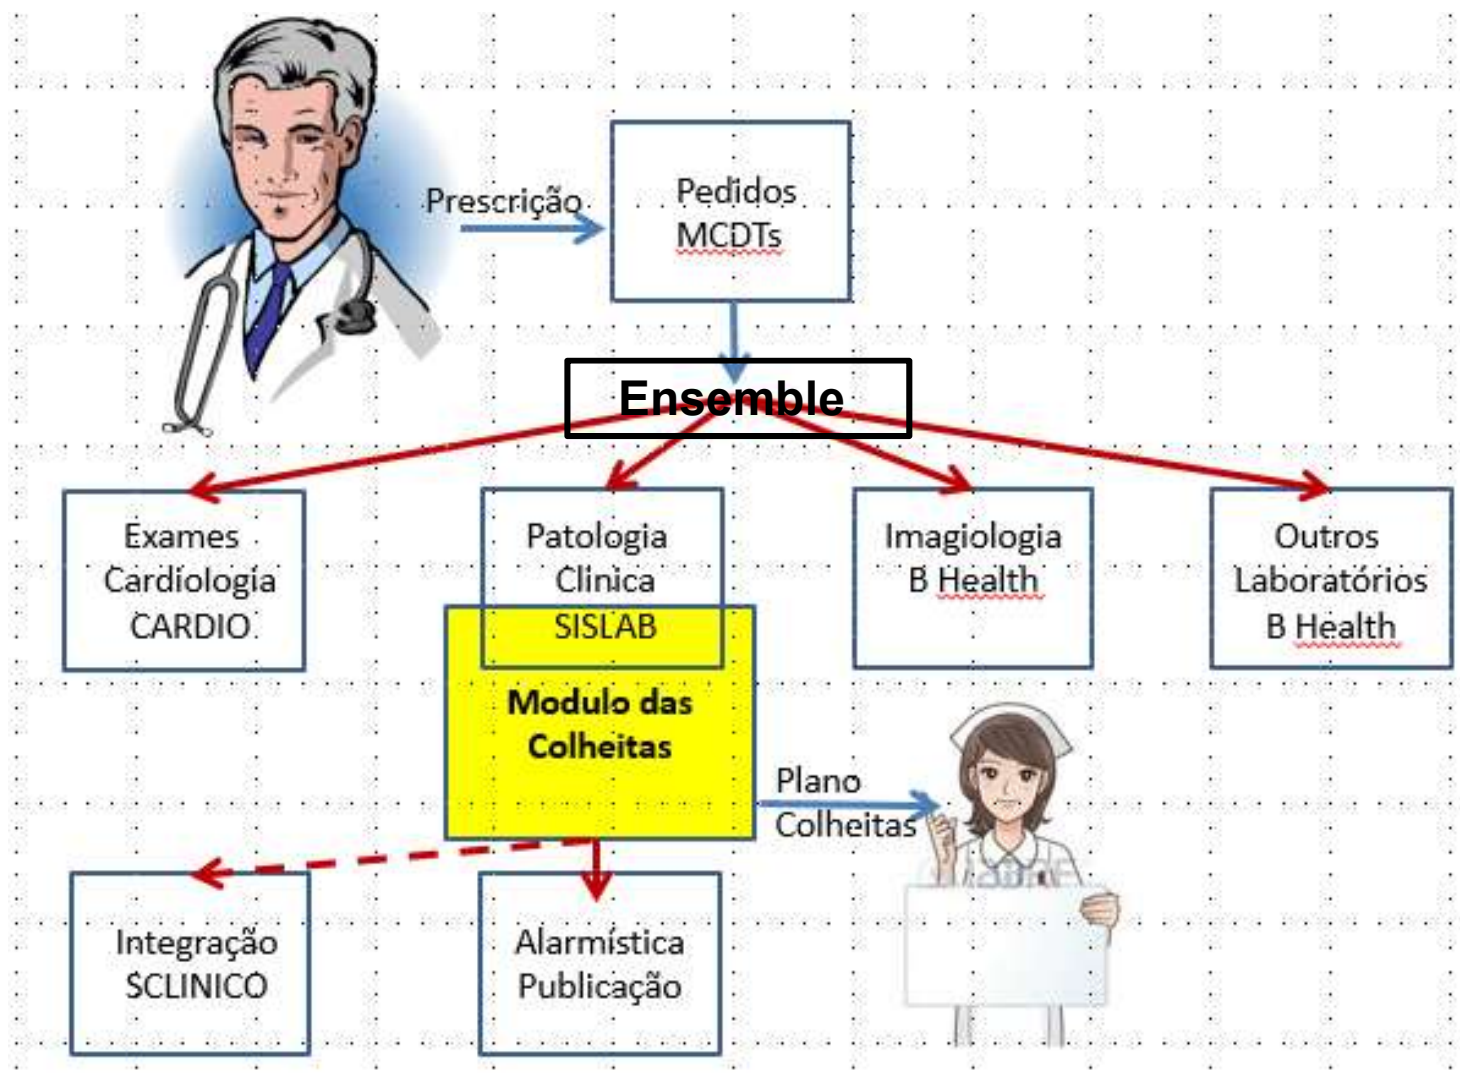 Prescrição
Pedidos
MCDTs
Ensemble
Exames
Cardiologia
CARDIO
Patologia
Clinica
SISLAB
Imagiologia
B Health
Outros
Laboratórios
B Health
Modulo das
Colheitas
Plano
Colheitas
Integração
SCLINICO
Alarmística
Publicação